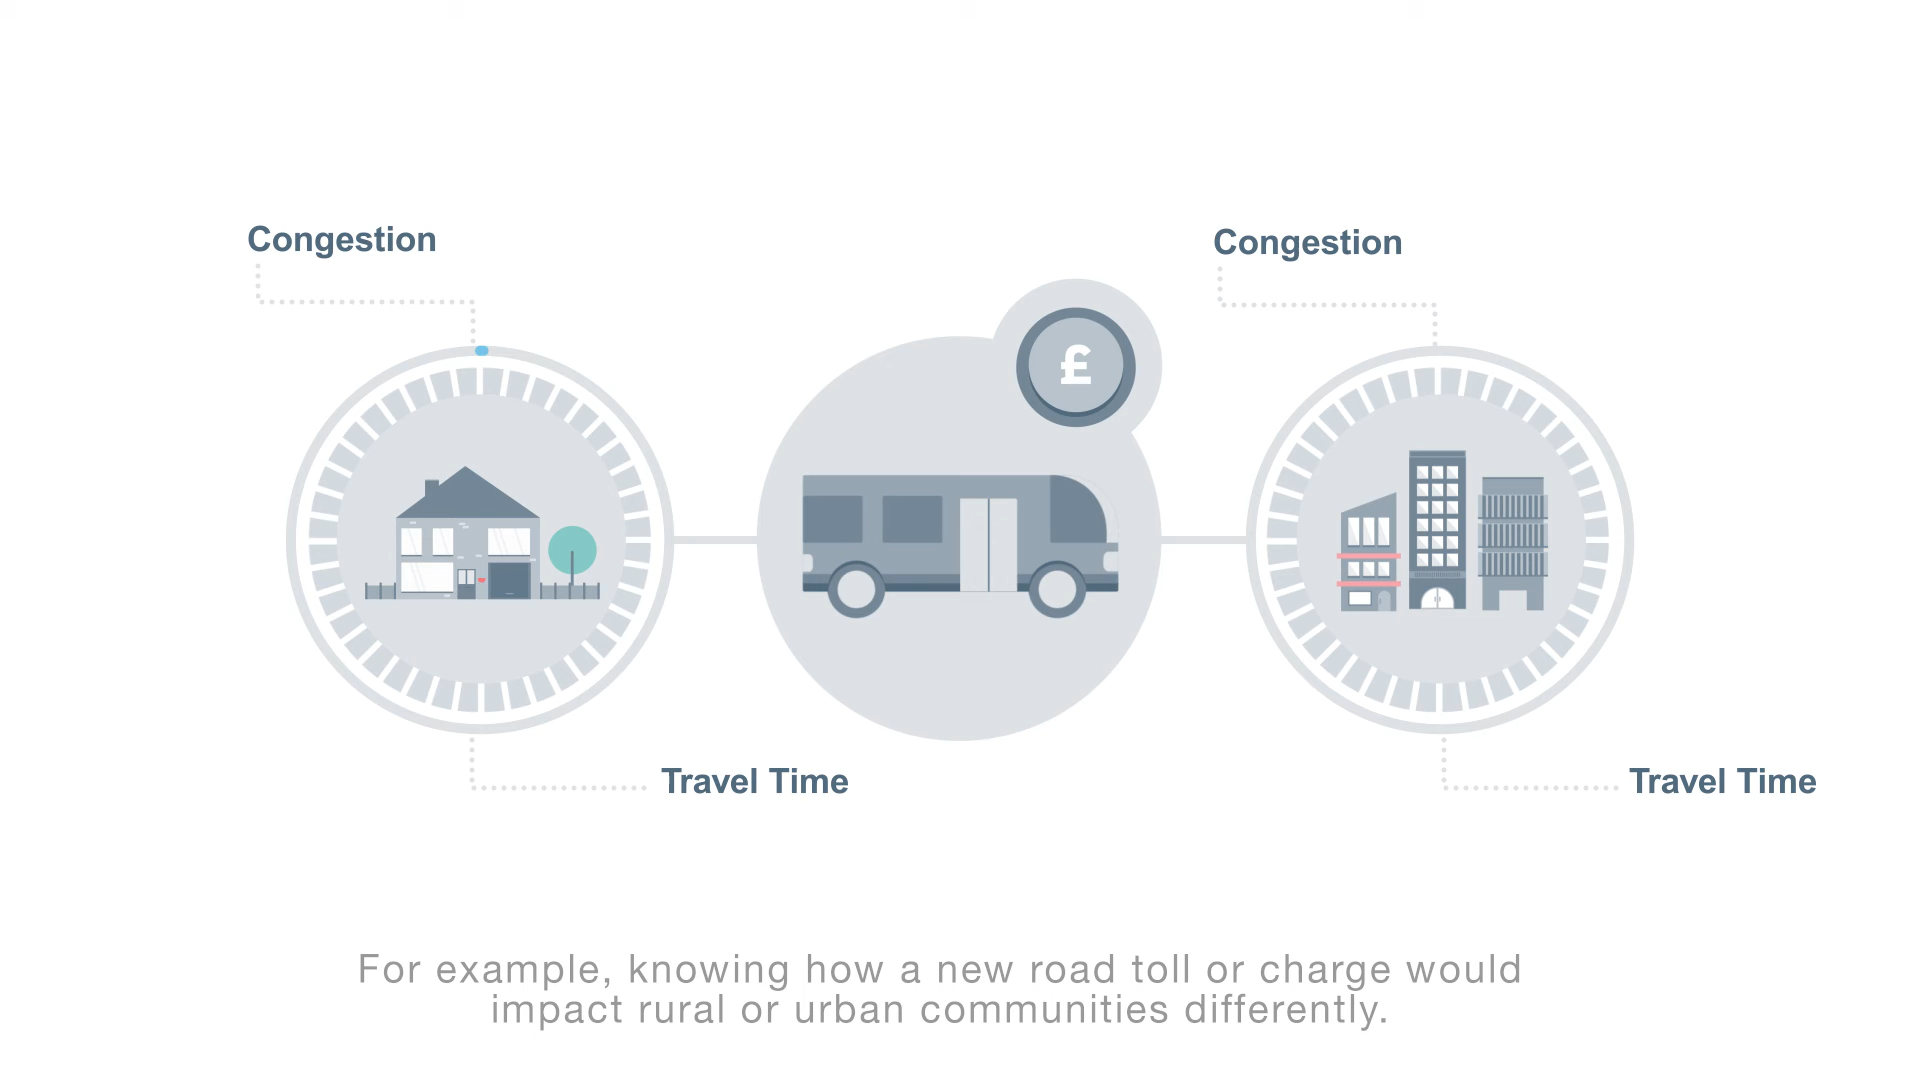 Congestion
Congestion
£
Travel Time
Travel Time
For example, knowing how a new road toll or charge would
impact rural or urban communities differently.